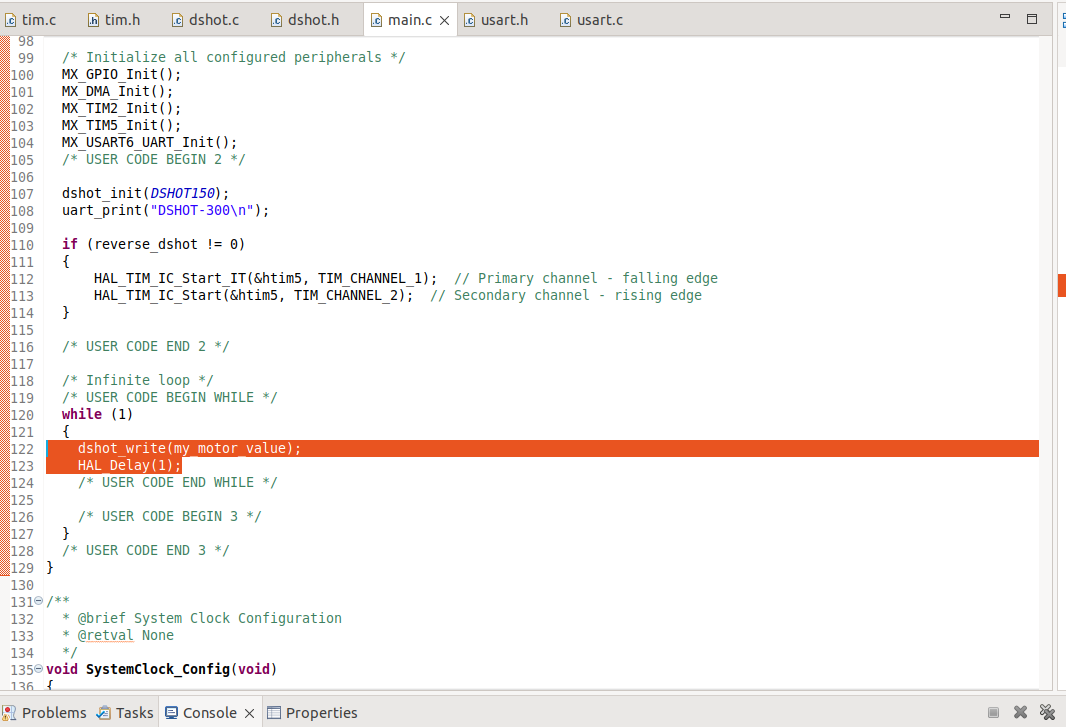 tim.c tim.h dshot.c dshot.h main.c usart.h usart.c
98
99 /* Initialize all configured peripherals */
100 MX_GPIO_Init();
101 MX_DMA_Init();
102 MX_TIM2_Init();
103 MX_TIM5_Init();
104 MX_USART6_UART_Init();
105 /* USER CODE BEGIN 2 */
106
107 dshot_init(DSHOT150);
108 uart_print("DSHOT-300\n");
109
110 if (reverse_dshot != 0)
111 {
112 HAL_TIM_IC_Start_IT(&htim5, TIM_CHANNEL_1); // Primary channel - falling edge
113 HAL_TIM_IC_Start(&htim5, TIM_CHANNEL_2); // Secondary channel - rising edge
114 }
115
116 /* USER CODE END 2 */
117
118 /* Infinite loop */
119 /* USER CODE BEGIN WHILE */
120 while (1)
121 {
122 dshot_write(my_motor_value);
123 HAL_Delay(1);
124 /* USER CODE END WHILE */
125
126 /* USER CODE BEGIN 3 */
127 }
128 /* USER CODE END 3 */
129 }
130
131 /**
132 * @brief System Clock Configuration
133 * @retval None
134 */
135 void SystemClock_Config(void)
136 {
Problems Tasks Console Properties